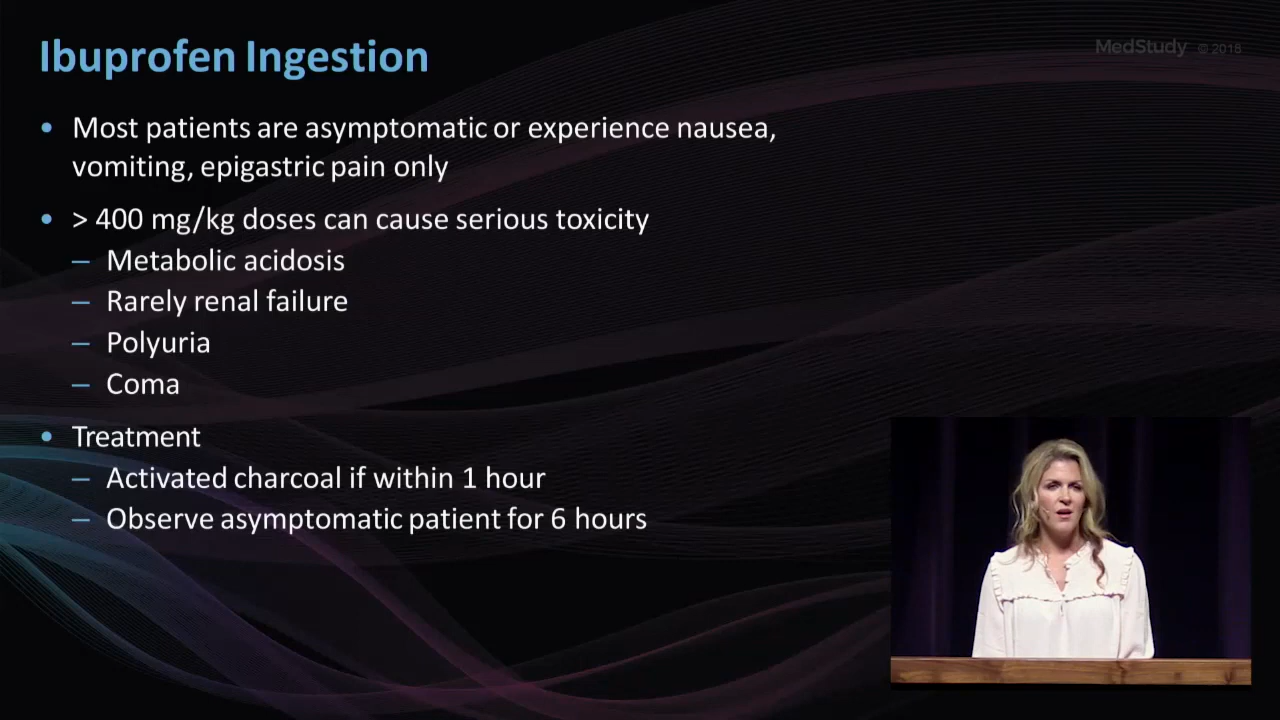 Ibuprofen Ingestion
MedStudy © 2018
• Most patients are asymptomatic or experience nausea,
vomiting, epigastric pain only
• > 400 mg/kg doses can cause serious toxicity
– Metabolic acidosis
– Rarely renal failure
– Polyuria
– Coma
• Treatment
– Activated charcoal if within 1 hour
– Observe asymptomatic patient for 6 hours